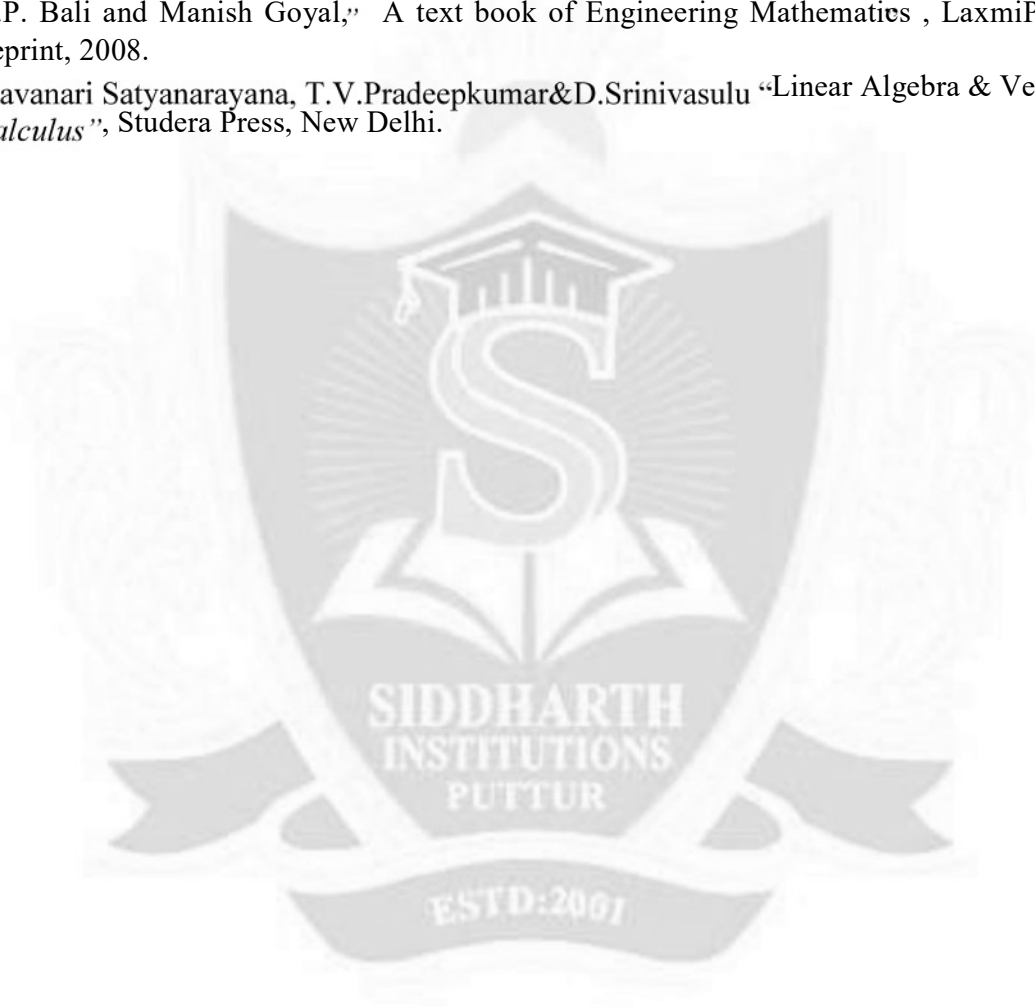 .P. Bali and Manish Goyal,” A text book of Engineering Mathematics , LaxmiP
eprint, 2008.
avanari Satyanarayana, T.V.Pradeepkumar&D.Srinivasulu “Linear Algebra & Ve
alculus”, Studera Press, New Delhi.
S
SIDDHARTH
INSTITUTIONS
PUTTUR
ESTD:2001